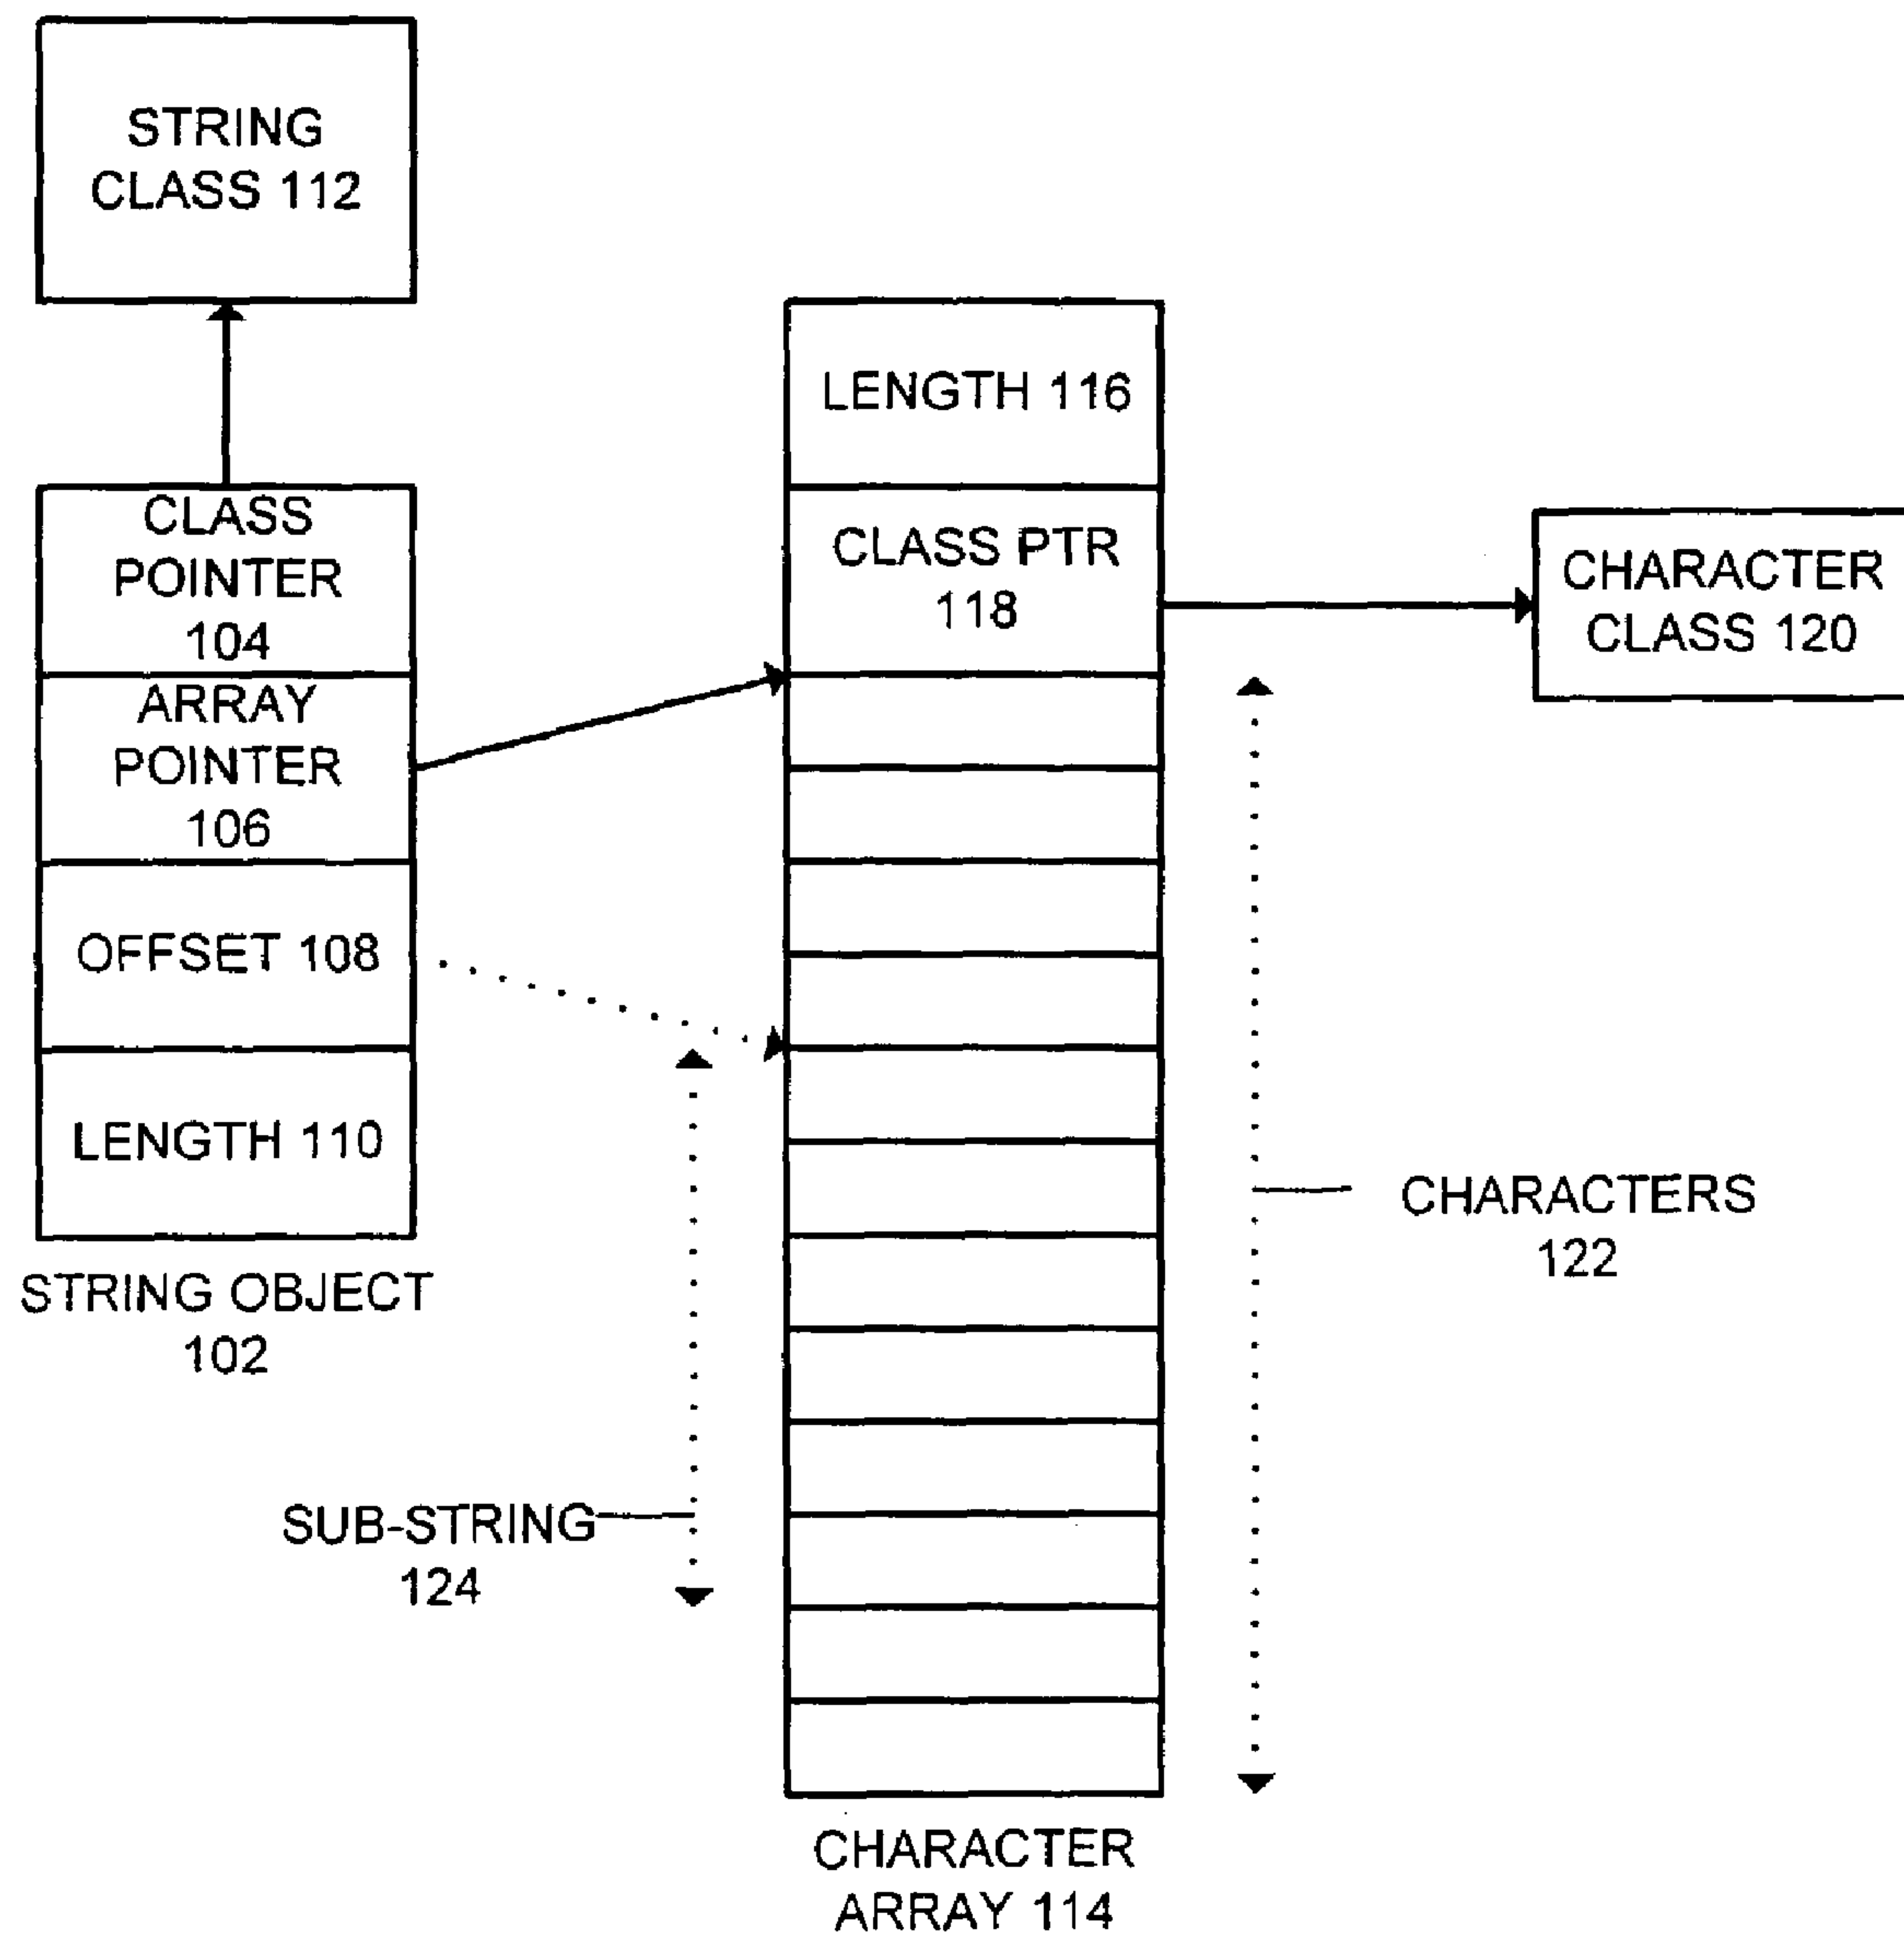 STRING
CLASS 112
CLASS
POINTER
104
ARRAY
POINTER
106
OFFSET 108
LENGTH 110
STRING OBJECT
102
LENGTH 116
CLASS PTR
118
CHARACTER
CLASS 120
CHARACTERS
122
SUB-STRING
124
CHARACTER
ARRAY 114